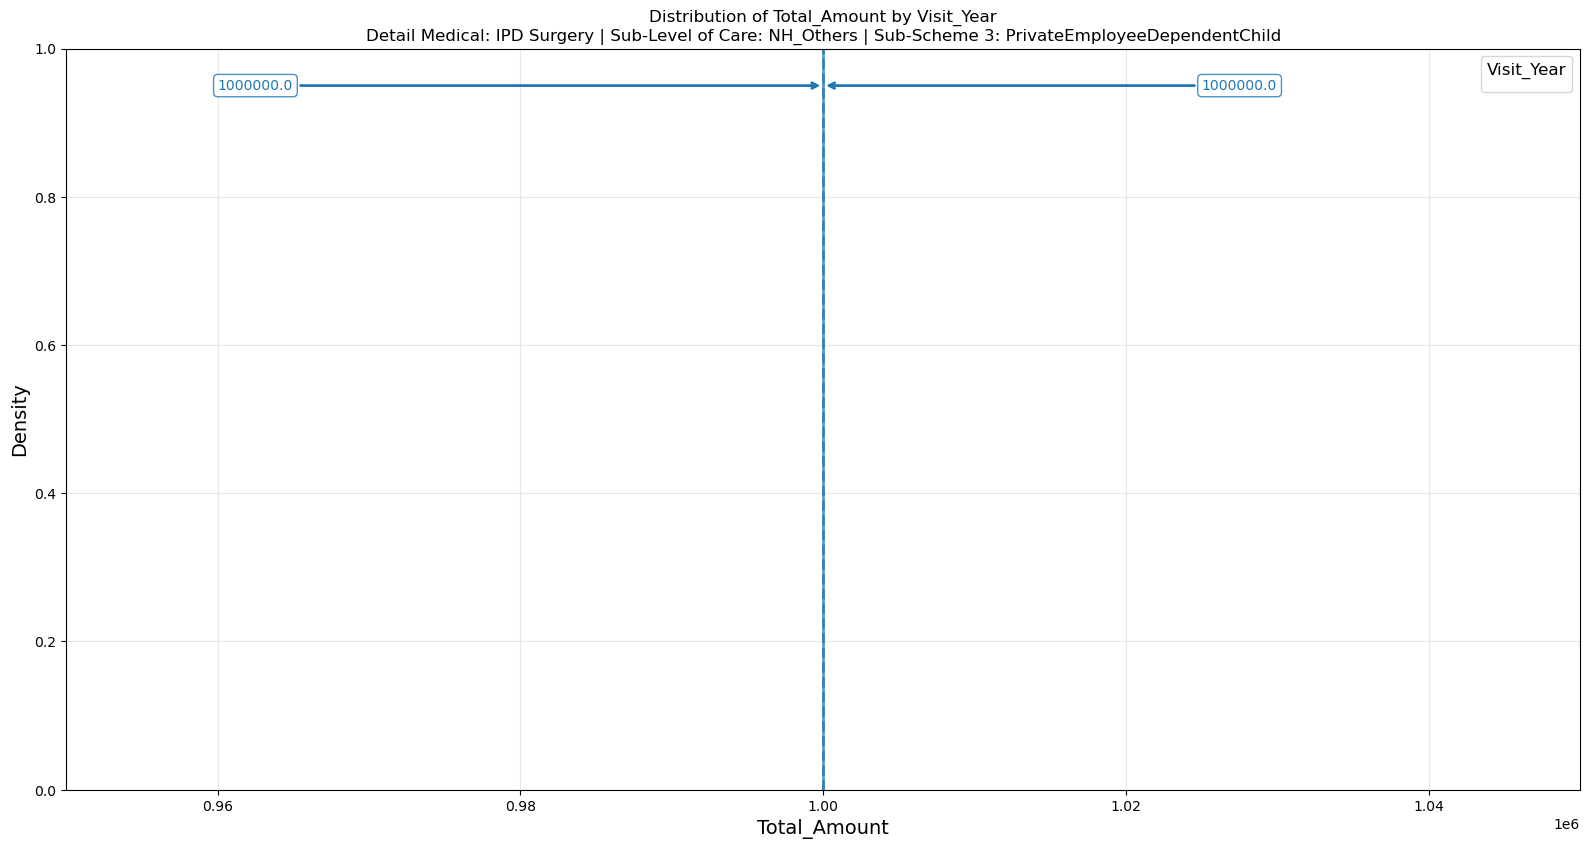 Distribution of Total_Amount by Visit_Year
Detail Medical: IPD Surgery | Sub-Level of Care: NH_Others | Sub-Scheme 3: PrivateEmployeeDependentChild
1.0
0.8
0.6
0.4
0.2
0.0
Density
1000000.0
1000000.0
Visit_Year
0.96
0.98
1.00
1.02
1.04
1e6
Total_Amount